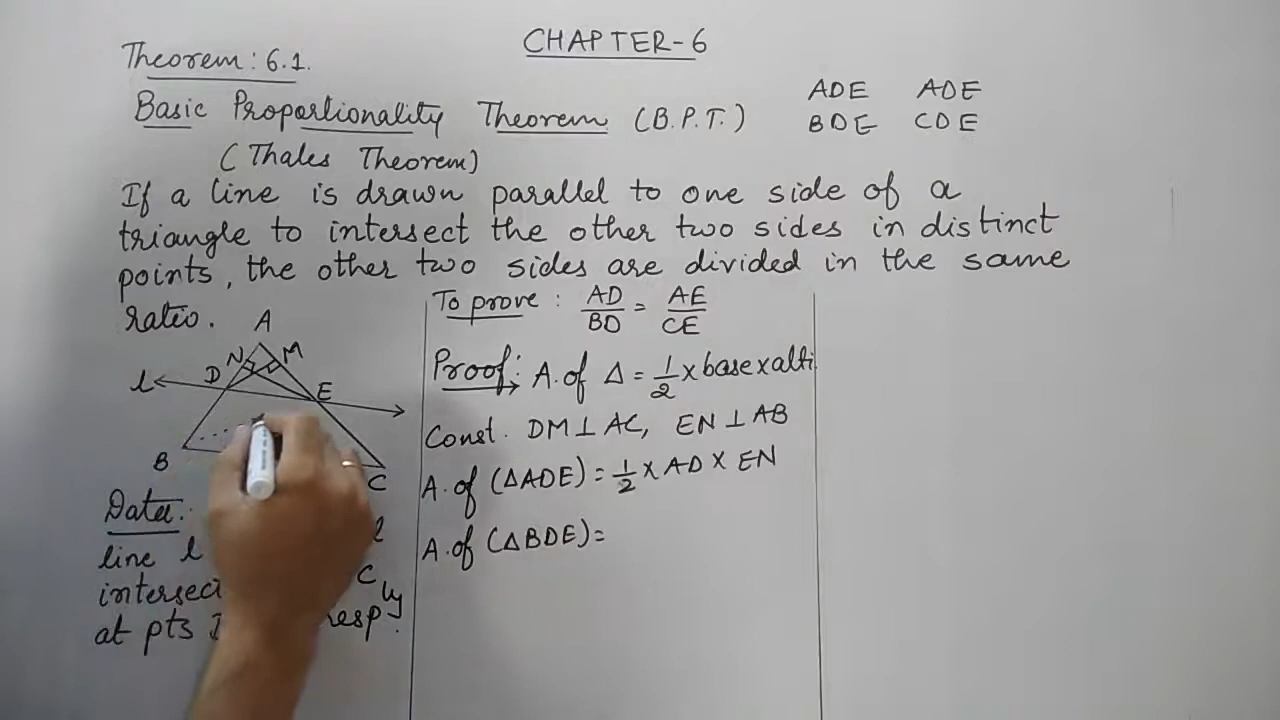 CHAPTER-6
Theorem: 6.1.
Basic Proportionality Theorem (B.P.T.)
ADE ADE
BDE CDE
(Thales Theorem)
If a line is drawn parallel to one side of a
triangle to intersect the other two sides in distinct
points, the other two sides are divided in the same
ratio.
A
N M
D
l E
B
C
Data:
line l
intersec C
at pts resply.
To prove : AD/BD = AE/CE
Proof: A. of Δ = 1/2 x base x alti
Const. DM ⊥ AC, EN ⊥ AB
A. of (ΔADE) = 1/2 x AD x EN
A. of (ΔBDE) =